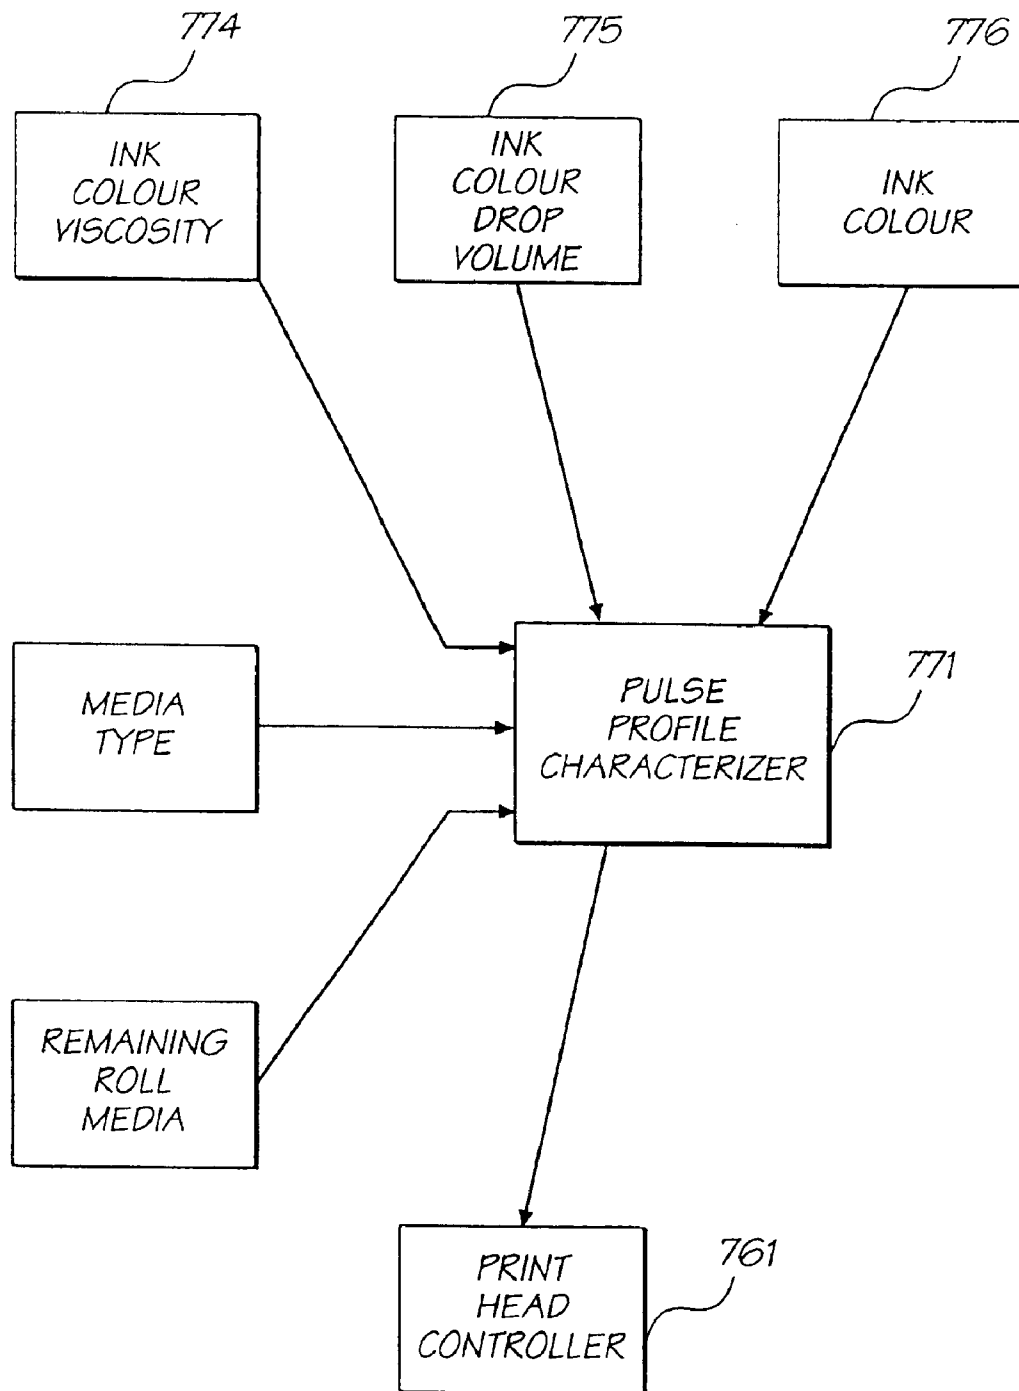 774
775
776
INK
COLOUR
VISCOSITY
INK
COLOUR
DROP
VOLUME
INK
COLOUR
771
MEDIA
TYPE
PULSE
PROFILE
CHARACTERIZER
REMAINING
ROLL
MEDIA
761
PRINT
HEAD
CONTROLLER